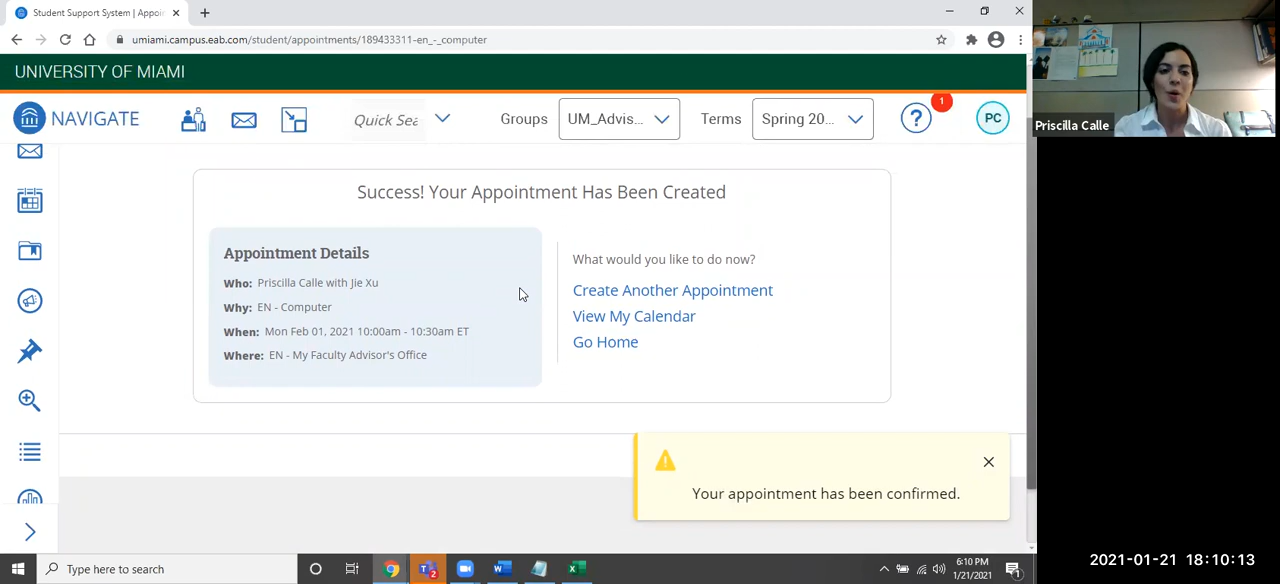 Student Support System | Appoin
umiami.campus.eab.com/student/appointments/189433311-en_-_computer
UNIVERSITY OF MIAMI
NAVIGATE
Quick Sea
Groups
UM_Advis...
Terms
Spring 20...
?
1
PC
Priscilla Calle
Success! Your Appointment Has Been Created
Appointment Details
Who: Priscilla Calle with Jie Xu
Why: EN - Computer
When: Mon Feb 01, 2021 10:00am - 10:30am ET
Where: EN - My Faculty Advisor's Office
What would you like to do now?
Create Another Appointment
View My Calendar
Go Home
Your appointment has been confirmed.
Type here to search
2
6:10 PM
1/21/2021
1
2021-01-21 18:10:13